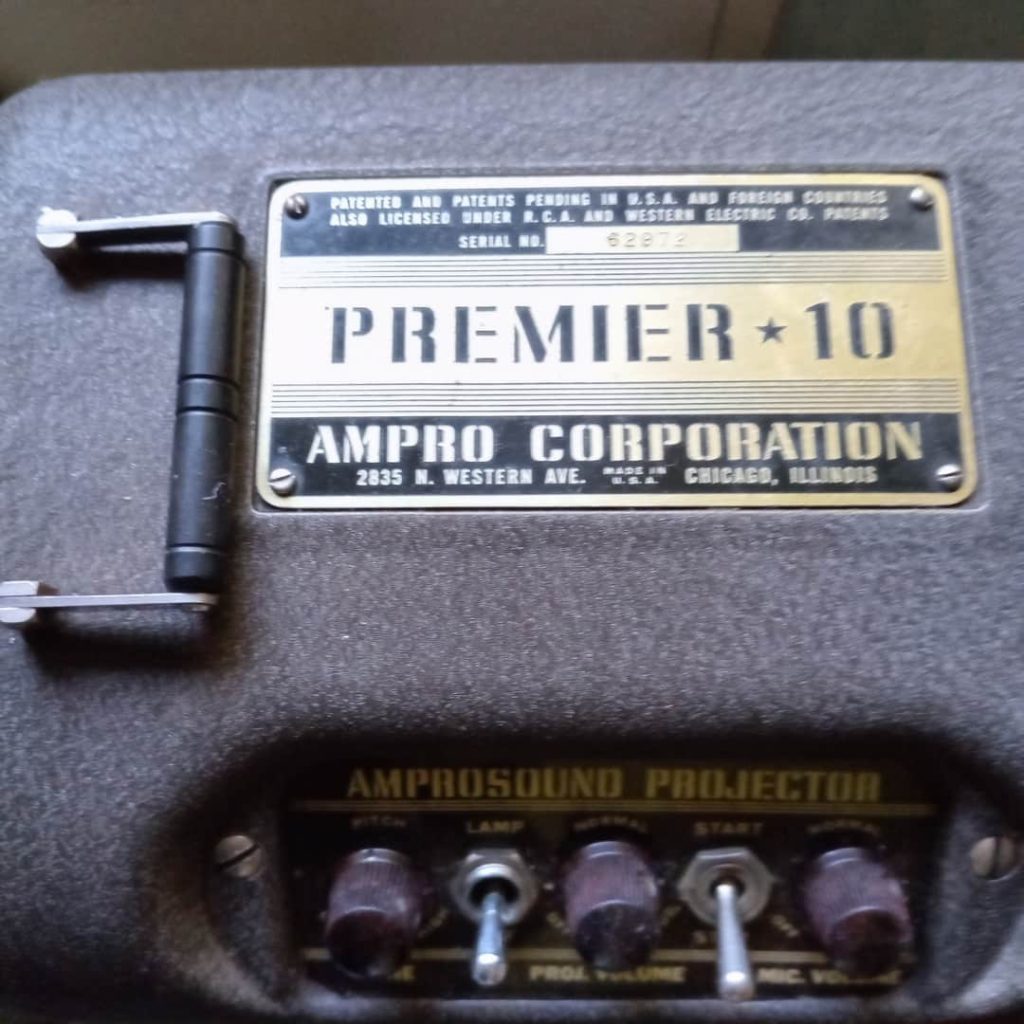 PATENTED AND PATENTS PENDING IN U.S.A. AND FOREIGN COUNTRIES
ALSO LICENSED UNDER R.C.A. AND WESTERN ELECTRIC CO. PATENTS
SERIAL NO. 62972
PREMIER ★ 10
AMPRO CORPORATION
2835 N. WESTERN AVE. MADE IN U.S.A. CHICAGO, ILLINOIS
AMPROSOUND PROJECTOR
PITCH LAMP NORMAL START NORMAL
PROJ. VOLUME MIC. VOLUME